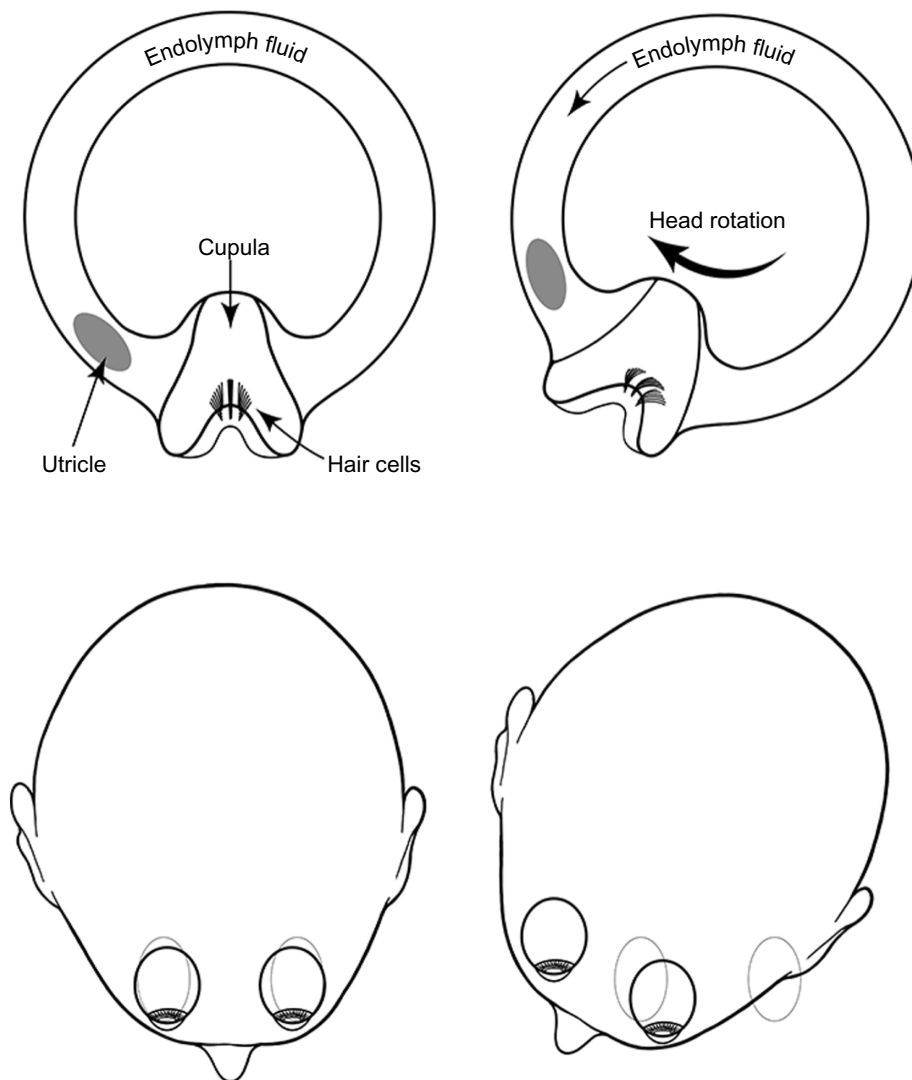 Endolymph fluid
Cupula
Utricle
Hair cells
Endolymph fluid
Head rotation